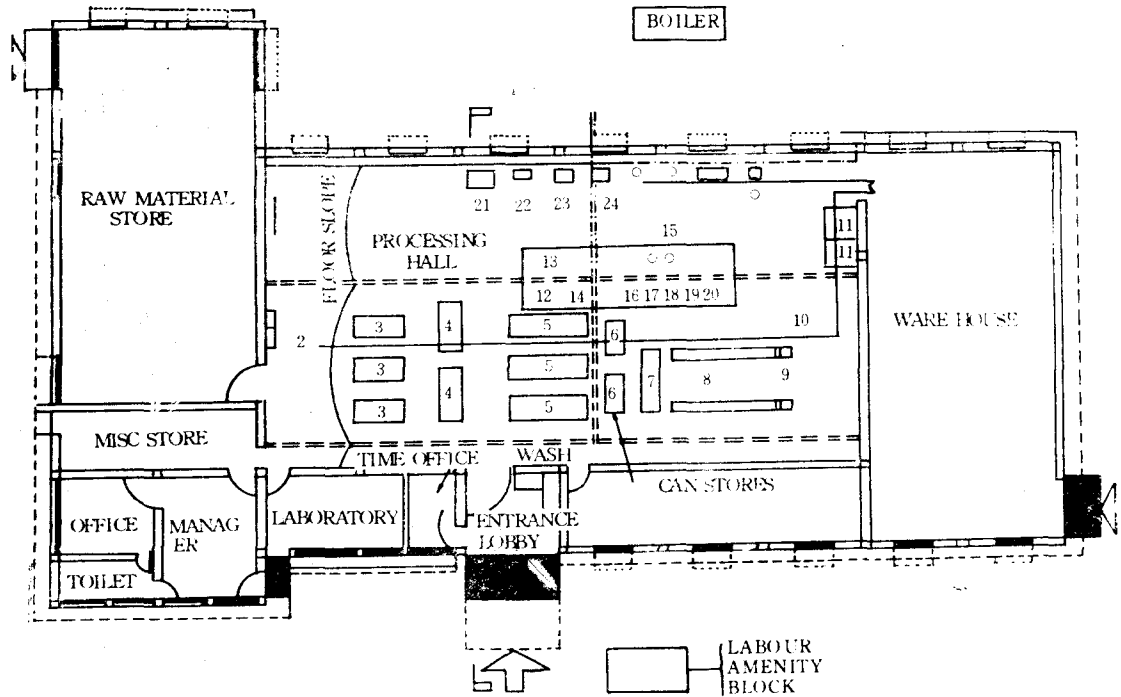 BOILER
RAW MATERIAL
STORE
FLOOR SLOPE
21 22 23 24
PROCESSING
HALL
15
11
11
13
12 14 16 17 18 19 20
WARE HOUSE
2
3 4 5 6
10
3 5 8 9
7
3 4 5 6
MISC STORE
TIME OFFICE
WASH
CAN STORES
OFFICE
MANAG
ER
LABORATORY
ENTRANCE
LOBBY
TOILET
LABOUR
AMENITY
BLOCK